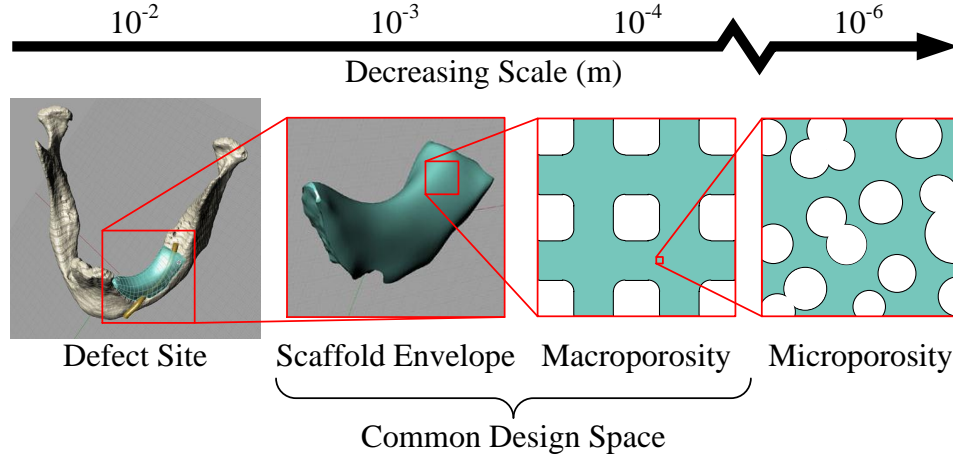 10-2 10-3 10-4 10-6
Decreasing Scale (m)
Defect Site Scaffold Envelope Macroporosity Microporosity
Common Design Space